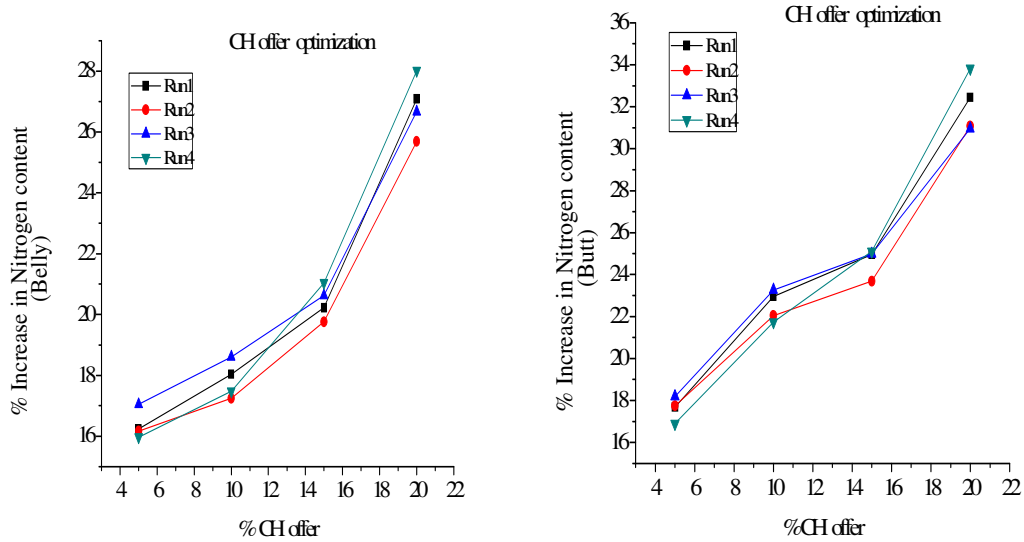 CH offer optimization
Run1
Run2
Run3
Run4
28
26
24
22
20
18
16
% Increase in Nitrogen content
(Belly)
4 6 8 10 12 14 16 18 20 22
% CH offer
CH offer optimization
Run1
Run2
Run3
Run4
36
34
32
30
28
26
24
22
20
18
16
% Increase in Nitrogen content
(Butt)
4 6 8 10 12 14 16 18 20 22
%CH offer